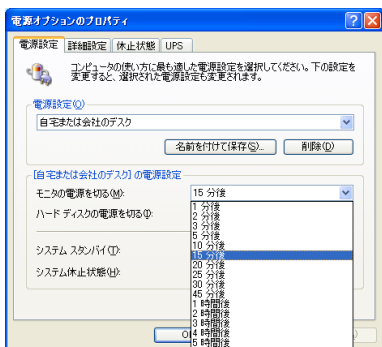 電源オプションのプロパティ
電源設定 詳細設定 休止状態 UPS
コンピュータの使い方に最も適した電源設定を選択してください。下の設定を
変更すると、選択された電源設定も変更されます。
電源設定(O)
自宅または会社のデスク
名前を付けて保存(S)... 削除(D)
[自宅または会社のデスク] の電源設定
モニタの電源を切る(M): 15 分後
ハード ディスクの電源を切る(I):
システム スタンバイ(T):
システム休止状態(H):
1 分後
2 分後
3 分後
5 分後
10 分後
15 分後
20 分後
25 分後
30 分後
45 分後
1 時間後
2 時間後
3 時間後
4 時間後
5 時間後